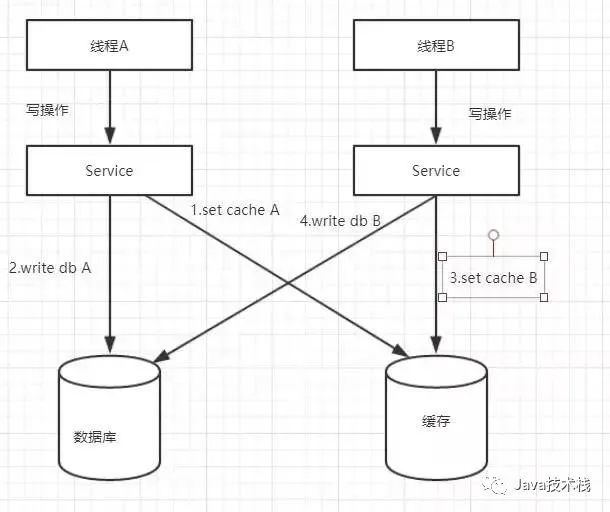 线程A
线程B
写操作
写操作
Service
Service
1.set cache A
4.write db B
2.write db A
3.set cache B
数据库
缓存
Java技术栈